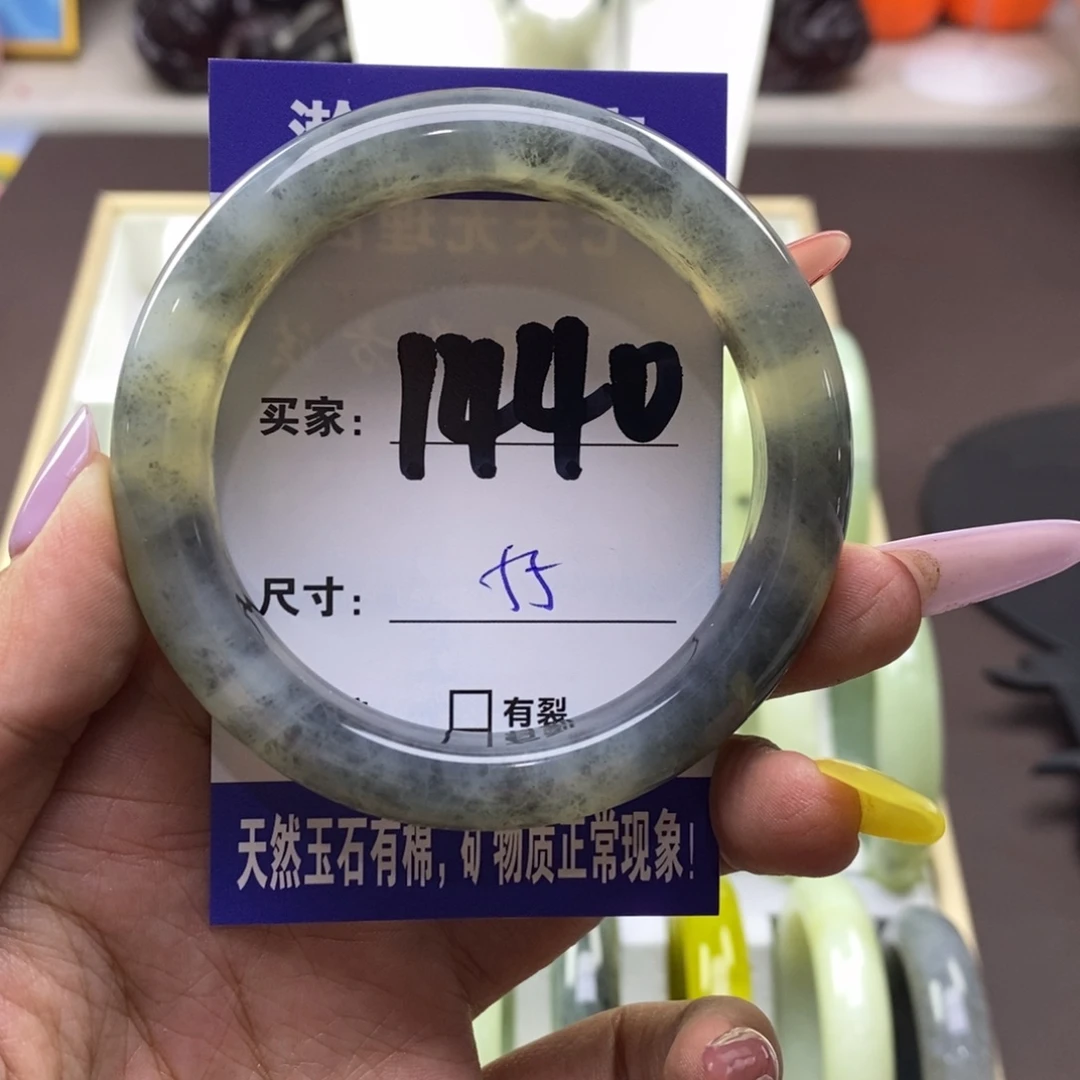 买家: 1440
尺寸:
口有裂
天然玉石有棉, 矿物质正常现象!